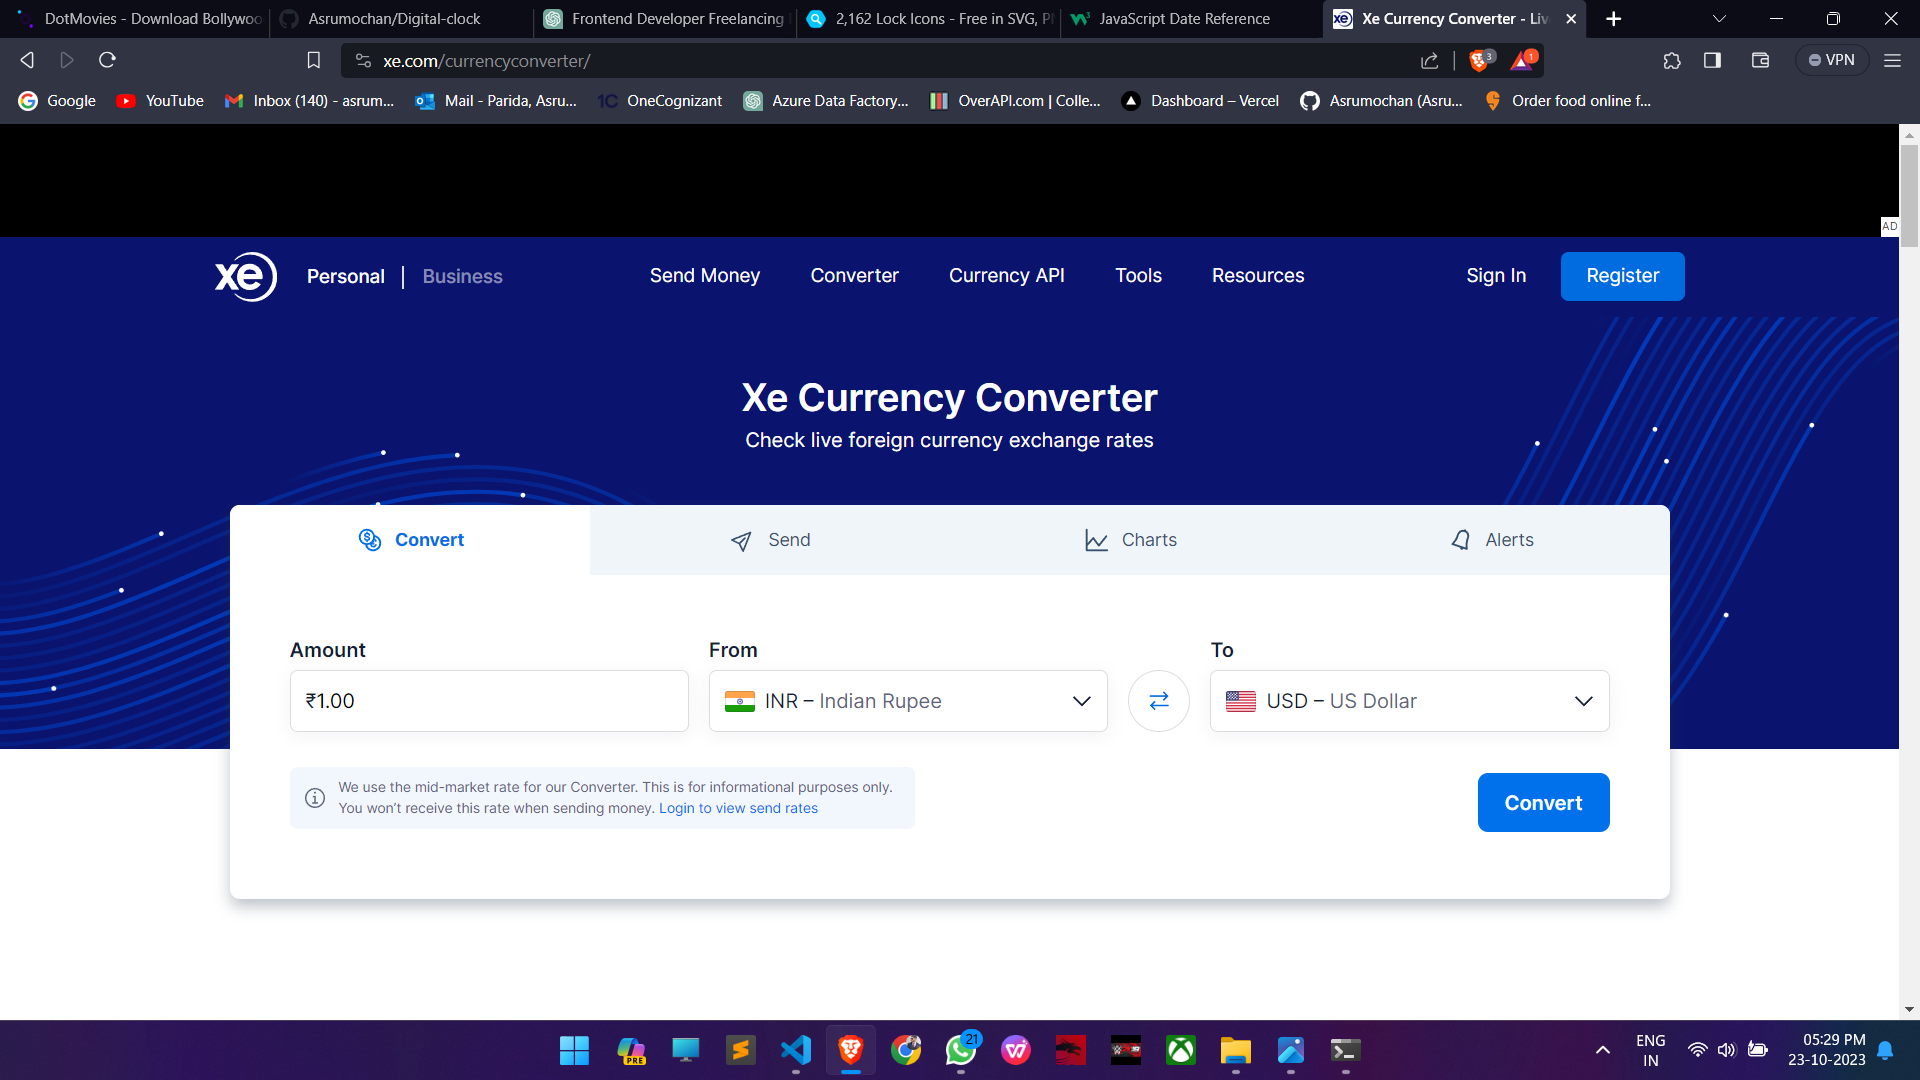 DotMovies - Download Bollywoo
Asrumochan/Digital-clock
Frontend Developer Freelancing
2,162 Lock Icons - Free in SVG, P
JavaScript Date Reference
Xe Currency Converter - Liv
xe.com/currencyconverter/
3
1
VPN
Google
YouTube
Inbox (140) - asrum...
Mail - Parida, Asru...
1C OneCognizant
Azure Data Factory...
OverAPI.com | Colle...
Dashboard – Vercel
Asrumochan (Asru...
Order food online f...
AD
xe
Personal
Business
Send Money
Converter
Currency API
Tools
Resources
Sign In
Register
Xe Currency Converter
Check live foreign currency exchange rates
Convert
Send
Charts
Alerts
Amount
From
To
₹1.00
INR – Indian Rupee
USD – US Dollar
We use the mid-market rate for our Converter. This is for informational purposes only.
You won’t receive this rate when sending money. Login to view send rates
Convert
PRE
21
ENG
IN
05:29 PM
23-10-2023